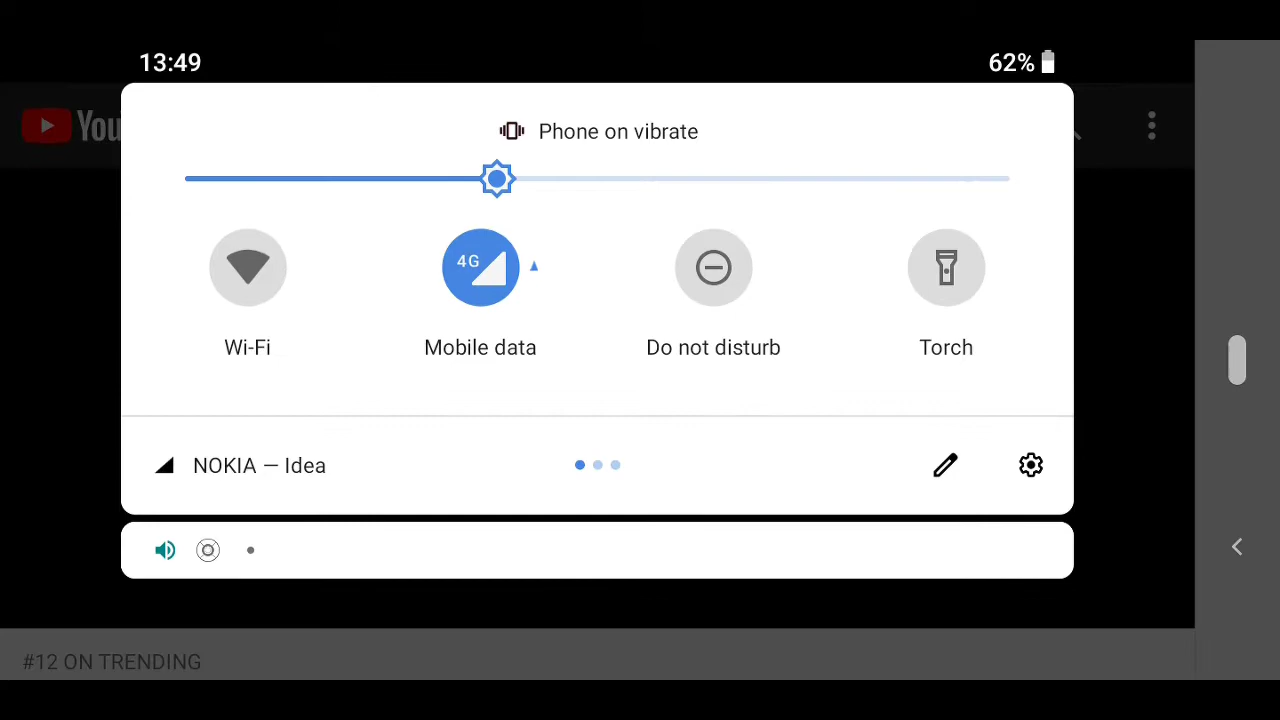 13:49
62%
You
Phone on vibrate
4G
Wi-Fi
Mobile data
Do not disturb
Torch
NOKIA — Idea
#12 ON TRENDING